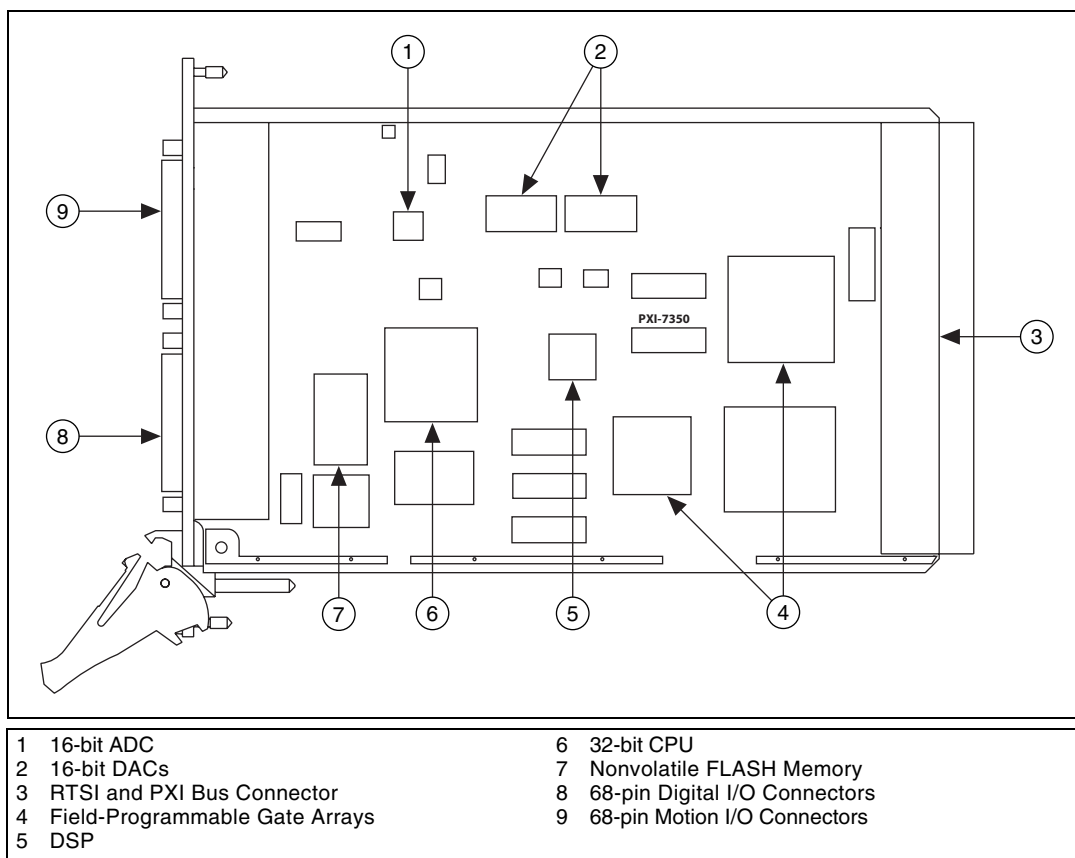 1
2
9
PXI-7350
3
8
7
6
5
4
1 16-bit ADC
2 16-bit DACs
3 RTSI and PXI Bus Connector
4 Field-Programmable Gate Arrays
5 DSP
6 32-bit CPU
7 Nonvolatile FLASH Memory
8 68-pin Digital I/O Connectors
9 68-pin Motion I/O Connectors